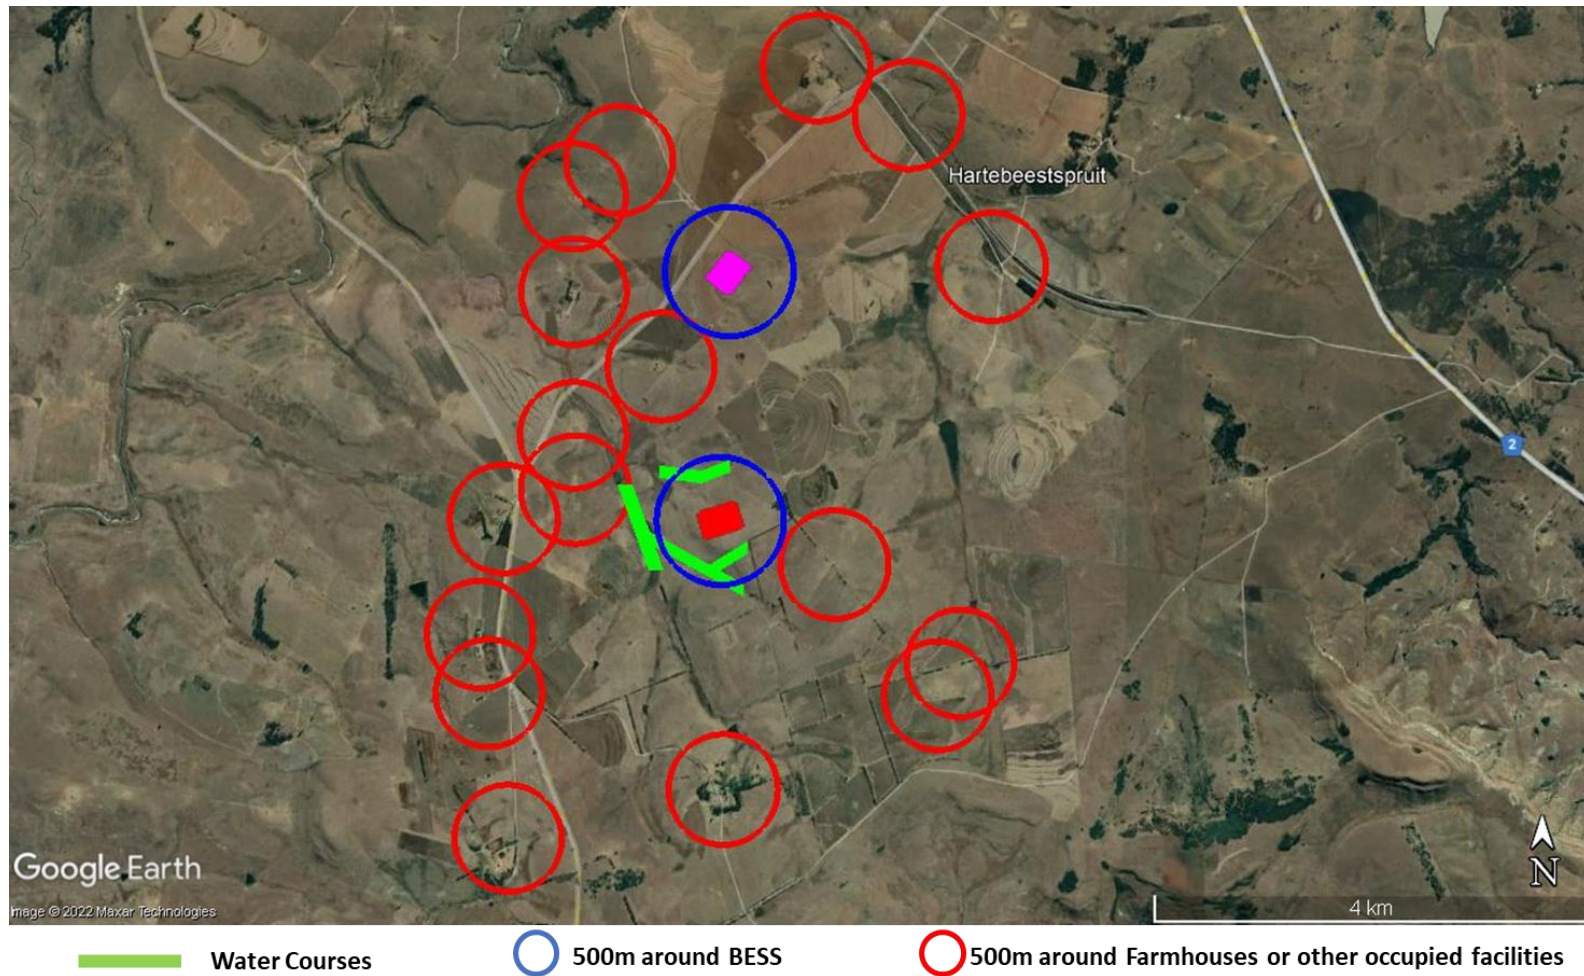 Hartebeestspruit
2
Google Earth
Image © 2022 Maxar Technologies
4 km
N
Water Courses
500m around BESS
500m around Farmhouses or other occupied facilities